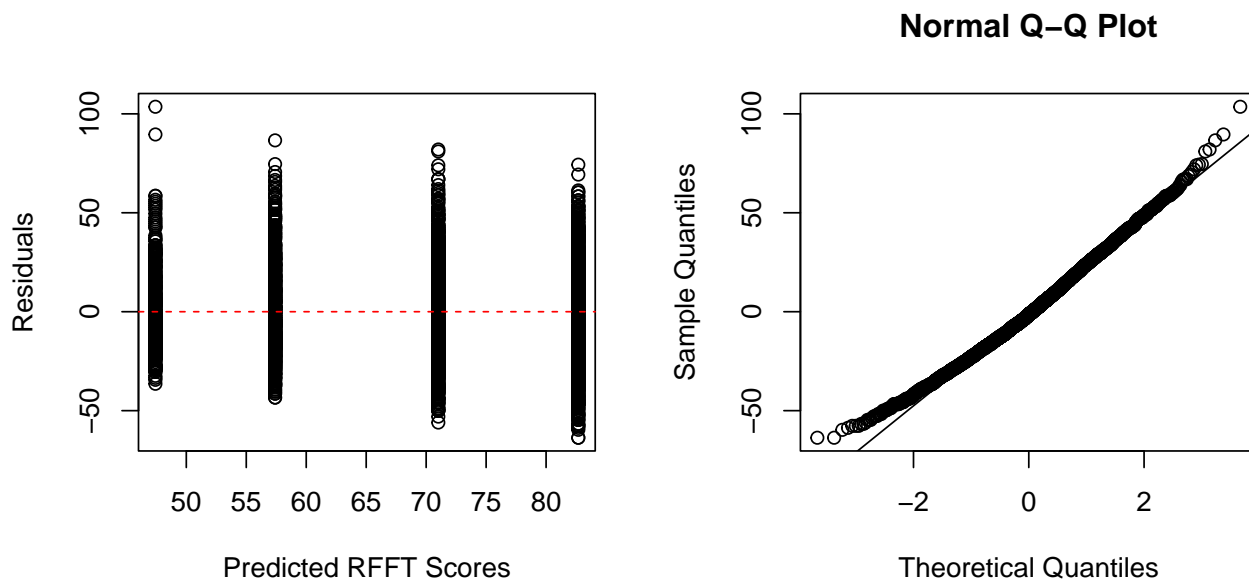 Normal Q−Q Plot
Residuals
100
50
0
−50
50 55 60 65 70 75 80
Predicted RFFT Scores
Sample Quantiles
100
50
0
−50
−2 0 2
Theoretical Quantiles